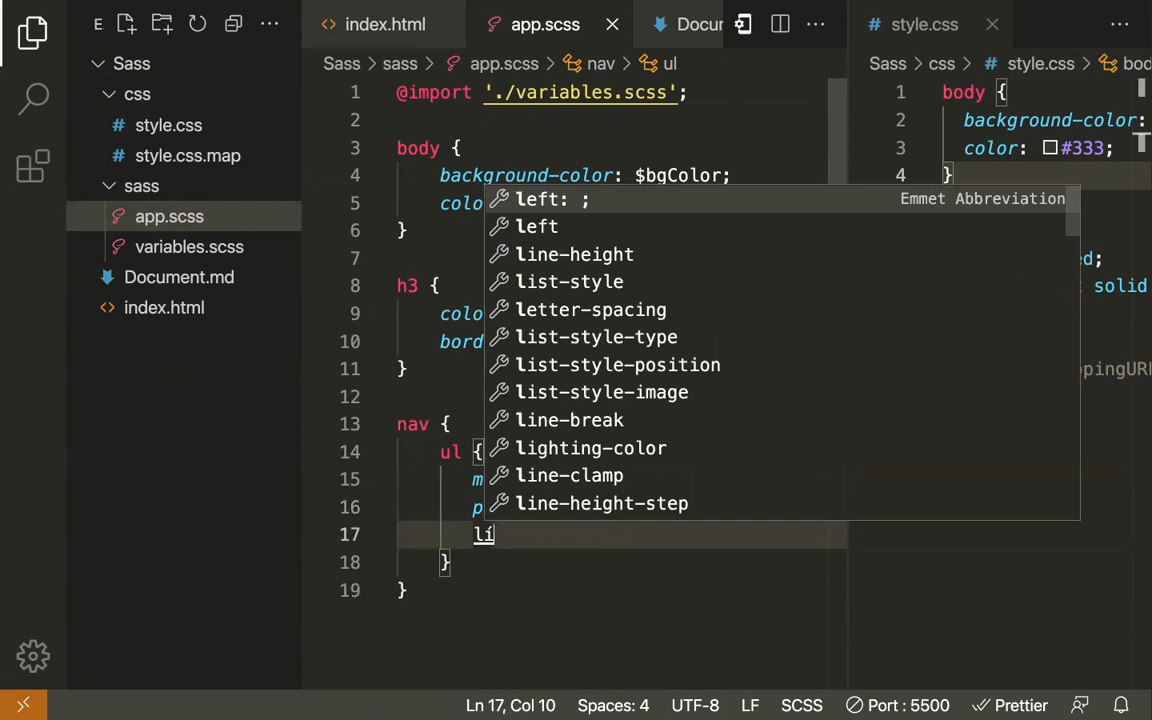 E
index.html
app.scss
Docur
style.css
Sass > sass > app.scss > nav > ul
Sass > css > # style.css > bod
Sass
css
# style.css
style.css.map
sass
app.scss
variables.scss
Document.md
index.html
1 @import './variables.scss';
2
3 body {
4 background-color: $bgColor;
5 colo
6 }
7
8 h3 {
9 colo
10 bord
11 }
12
13 nav {
14 ul {
15 m
16 p
17 lí
18 }
19 }
left: ; Emmet Abbreviation
left
line-height
list-style
letter-spacing
list-style-type
list-style-position
list-style-image
line-break
lighting-color
line-clamp
line-height-step
1 body {
2 background-color:
3 color: #333;
4 }
ed;
solid
ppingURL
Ln 17, Col 10 Spaces: 4 UTF-8 LF SCSS Port : 5500 Prettier